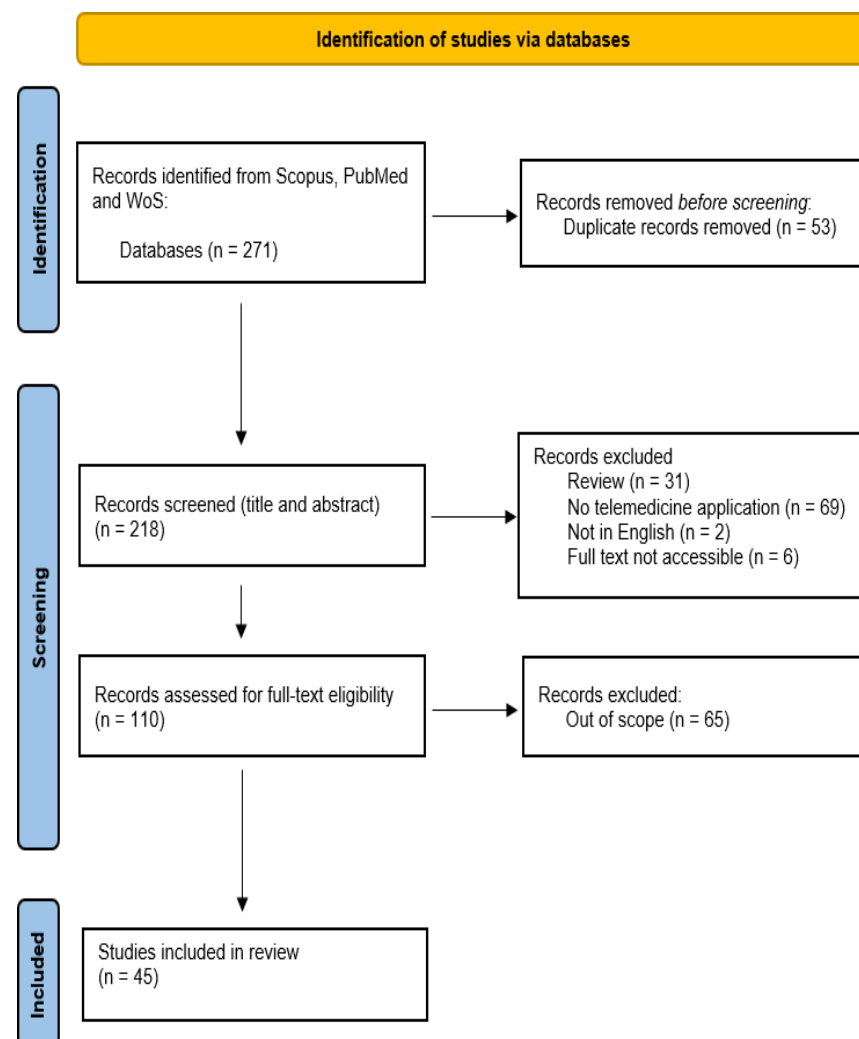 Identification of studies via databases
Identification
Records identified from Scopus, PubMed
and WoS:
Databases (n = 271)
Records removed before screening:
Duplicate records removed (n = 53)
Screening
Records screened (title and abstract)
(n = 218)
Records excluded
Review (n = 31)
No telemedicine application (n = 69)
Not in English (n = 2)
Full text not accessible (n = 6)
Records assessed for full-text eligibility
(n = 110)
Records excluded:
Out of scope (n = 65)
Included
Studies included in review
(n = 45)